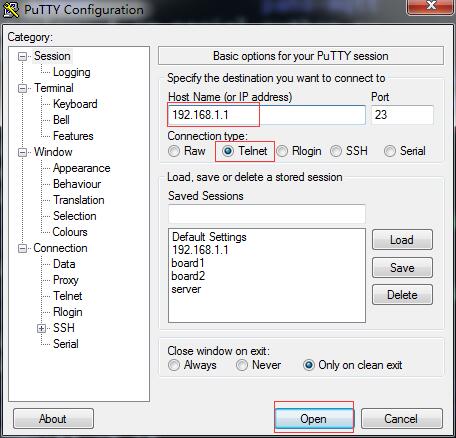 PuTTY Configuration
Category:
Session
Logging
Terminal
Keyboard
Bell
Features
Window
Appearance
Behaviour
Translation
Selection
Colours
Connection
Data
Proxy
Telnet
Rlogin
SSH
Serial
Basic options for your PuTTY session
Specify the destination you want to connect to
Host Name (or IP address) Port
192.168.1.1 23
Connection type:
Raw Telnet Rlogin SSH Serial
Load, save or delete a stored session
Saved Sessions
Default Settings
192.168.1.1
board1
board2
server
Load
Save
Delete
Close window on exit:
Always Never Only on clean exit
About Open Cancel